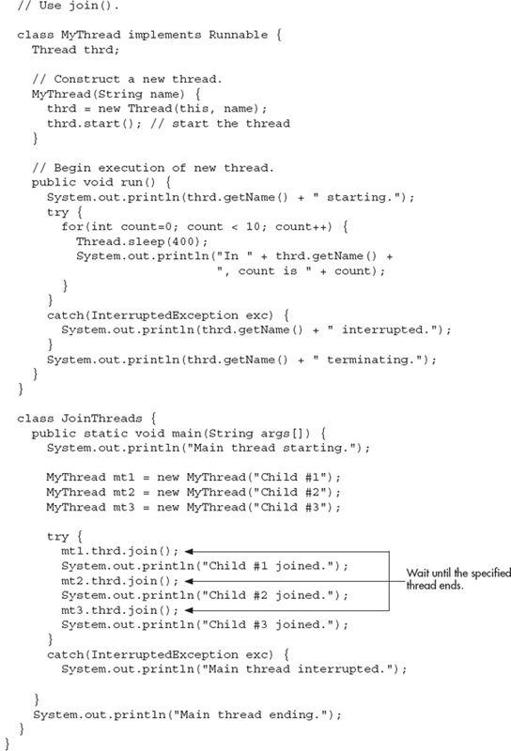 // Use join().

class MyThread implements Runnable {
  Thread thrd;

  // Construct a new thread.
  MyThread(String name) {
    thrd = new Thread(this, name);
    thrd.start(); // start the thread
  }

  // Begin execution of new thread.
  public void run() {
    System.out.println(thrd.getName() + " starting.");
    try {
      for(int count=0; count < 10; count++) {
        Thread.sleep(400);
        System.out.println("In " + thrd.getName() +
                           ", count is " + count);
      }
    }
    catch(InterruptedException exc) {
      System.out.println(thrd.getName() + " interrupted.");
    }
    System.out.println(thrd.getName() + " terminating.");
  }
}

class JoinThreads {
  public static void main(String args[]) {
    System.out.println("Main thread starting.");

    MyThread mt1 = new MyThread("Child #1");
    MyThread mt2 = new MyThread("Child #2");
    MyThread mt3 = new MyThread("Child #3");

    try {
      mt1.thrd.join();
      System.out.println("Child #1 joined.");
      mt2.thrd.join();
      System.out.println("Child #2 joined.");
      mt3.thrd.join();
      System.out.println("Child #3 joined.");
    }
    catch(InterruptedException exc) {
      System.out.println("Main thread interrupted.");

    }
    System.out.println("Main thread ending.");
  }
}
Wait until the specified
thread ends.